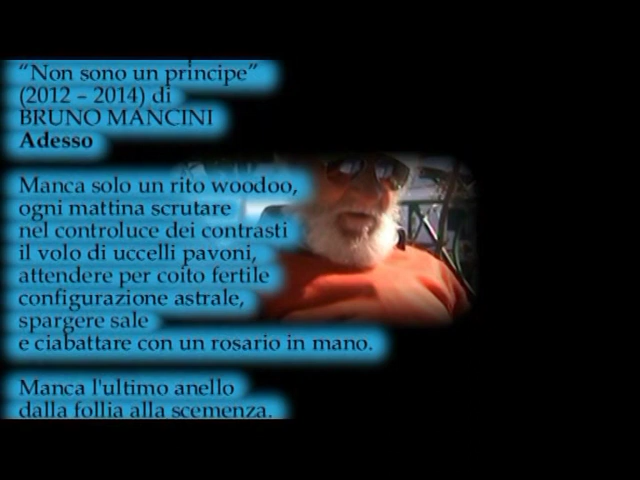 “Non sono un principe”
(2012 – 2014) di
BRUNO MANCINI
Adesso
Manca solo un rito woodoo,
ogni mattina scrutare
nel controluce dei contrasti
il volo di uccelli pavoni,
attendere per coito fertile
configurazione astrale,
spargere sale
e ciabattare con un rosario in mano.
Manca l'ultimo anello
dalla follia alla scemenza.